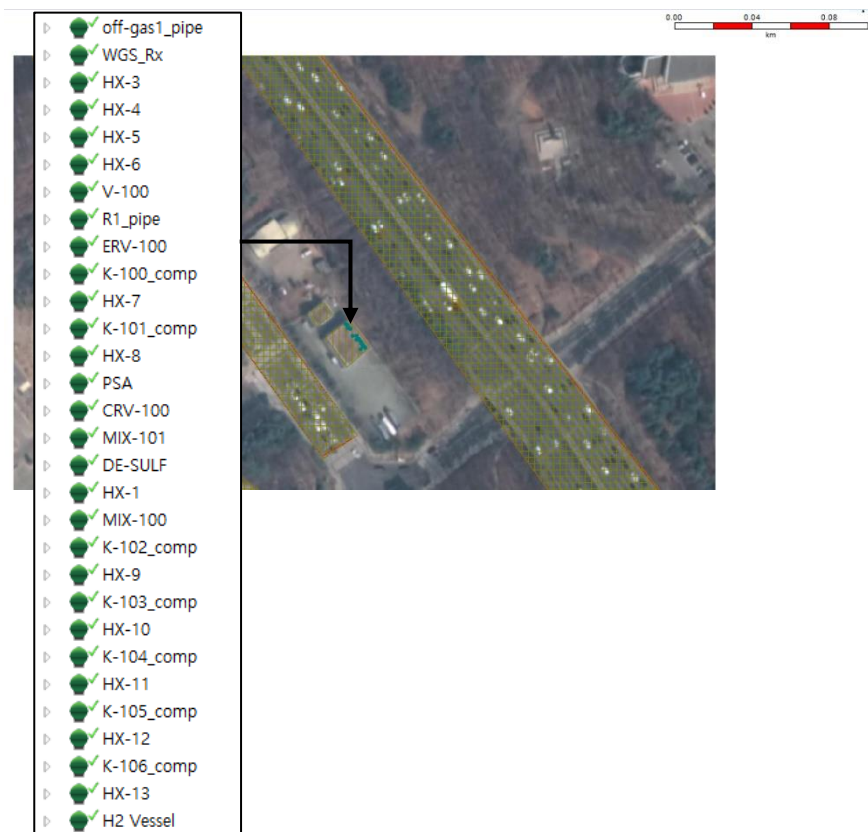 0.00 0.04 0.08
km
off-gas1_pipe
WGS_Rx
HX-3
HX-4
HX-5
HX-6
V-100
R1_pipe
ERV-100
K-100_comp
HX-7
K-101_comp
HX-8
PSA
CRV-100
MIX-101
DE-SULF
HX-1
MIX-100
K-102_comp
HX-9
K-103_comp
HX-10
K-104_comp
HX-11
K-105_comp
HX-12
K-106_comp
HX-13
H2 Vessel